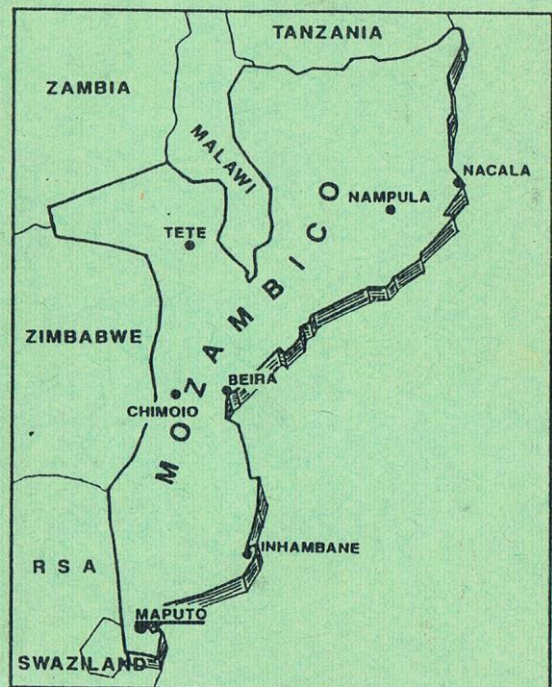 TANZANIA
ZAMBIA
MALAWI
NACALA
NAMPULA
TETE
MOZAMBICO
ZIMBABWE
BEIRA
CHIMOIO
INHAMBANE
RSA
MAPUTO
SWAZILAND